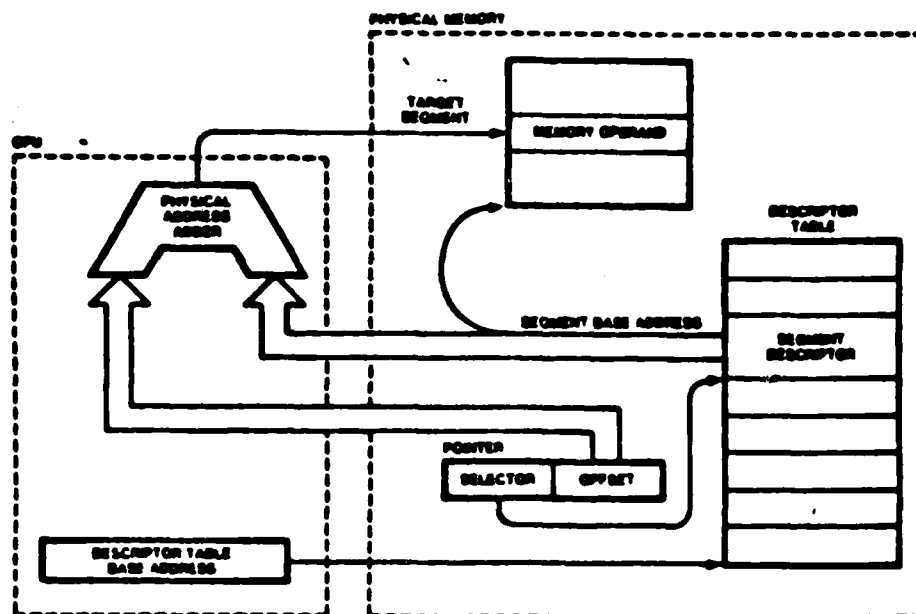 PHYSICAL MEMORY
TARGET
SEGMENT
MEMORY OPERAND
CPU
PHYSICAL
ADDRESS
ADDER
DESCRIPTOR
TABLE
SEGMENT BASE ADDRESS
SEGMENT
DESCRIPTOR
POINTER
SELECTOR
OFFSET
DESCRIPTOR TABLE
BASE ADDRESS